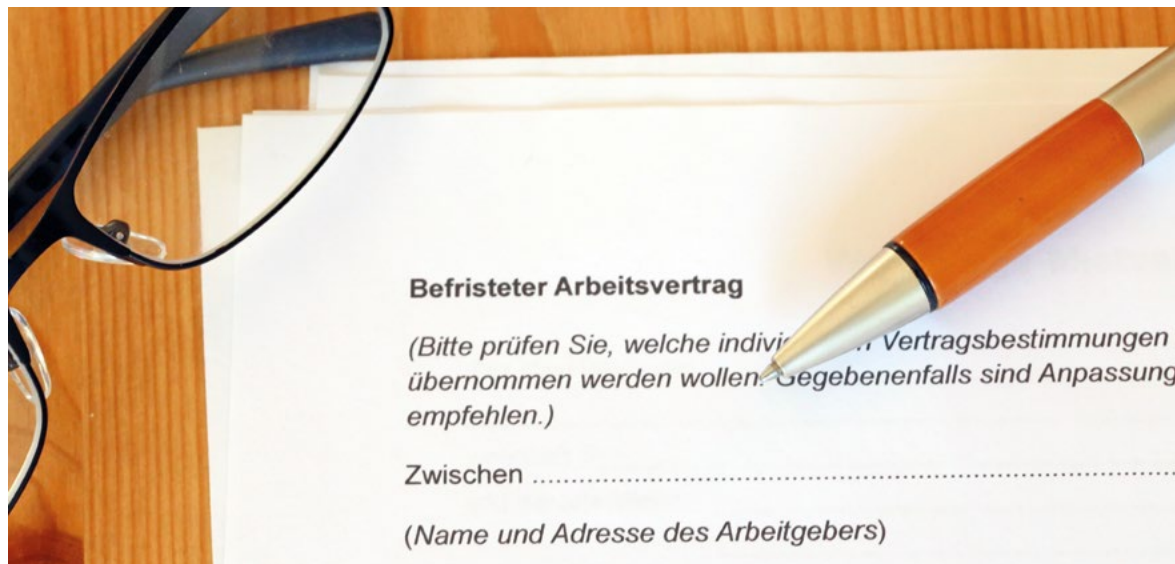 Befristeter Arbeitsvertrag
(Bitte prüfen Sie, welche Vertragsbestimmungen
übernommen werden wollen. Gegebenenfalls sind Anpassung
empfehlen.)
Zwischen ....................................................................................
(Name und Adresse des Arbeitgebers)